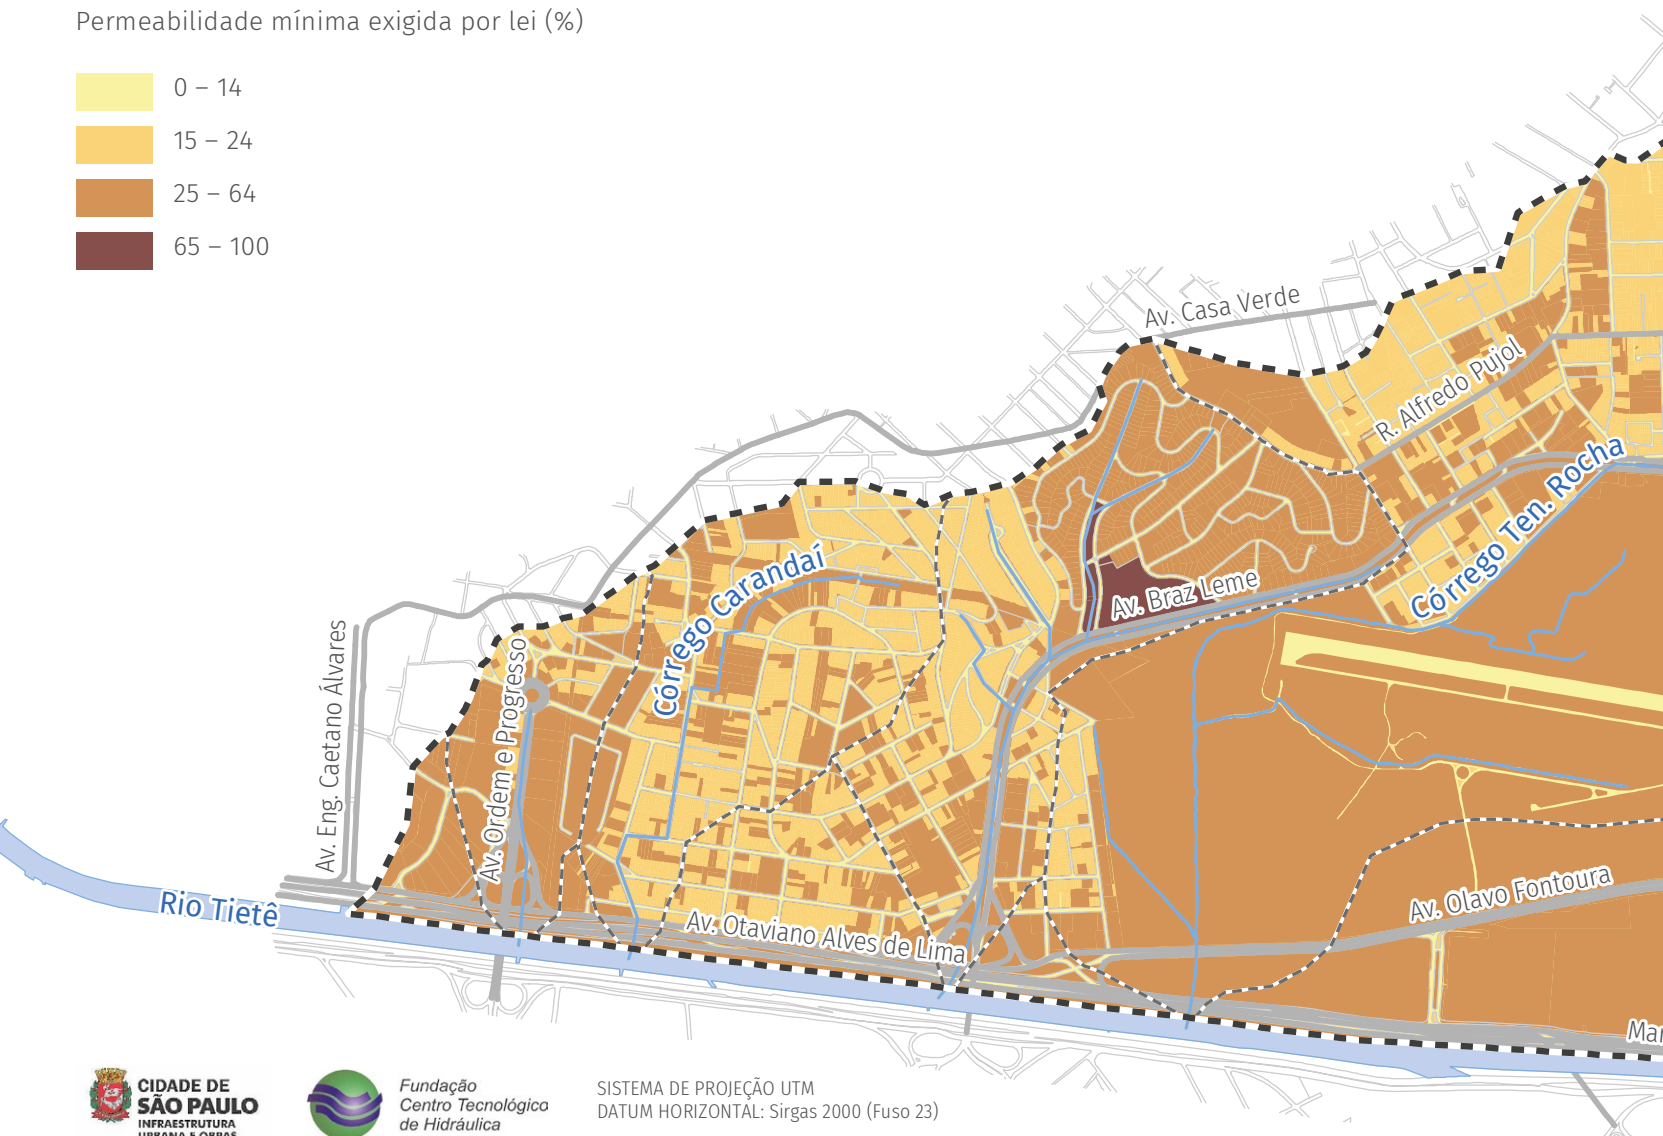 Permeabilidade mínima exigida por lei (%)
0 – 14
15 – 24
25 – 64
65 – 100
Av. Casa Verde
R. Alfredo Pujol
Córrego Ten. Rocha
Av. Braz Leme
Córrego Carandaí
Av. Eng. Caetano Álvares
Av. Ordem e Progresso
Rio Tietê
Av. Otaviano Alves de Lima
Av. Olavo Fontoura
Mar
CIDADE DE
SÃO PAULO
INFRAESTRUTURA
URBANA E OBRAS
Fundação
Centro Tecnológico
de Hidráulica
SISTEMA DE PROJEÇÃO UTM
DATUM HORIZONTAL: Sirgas 2000 (Fuso 23)